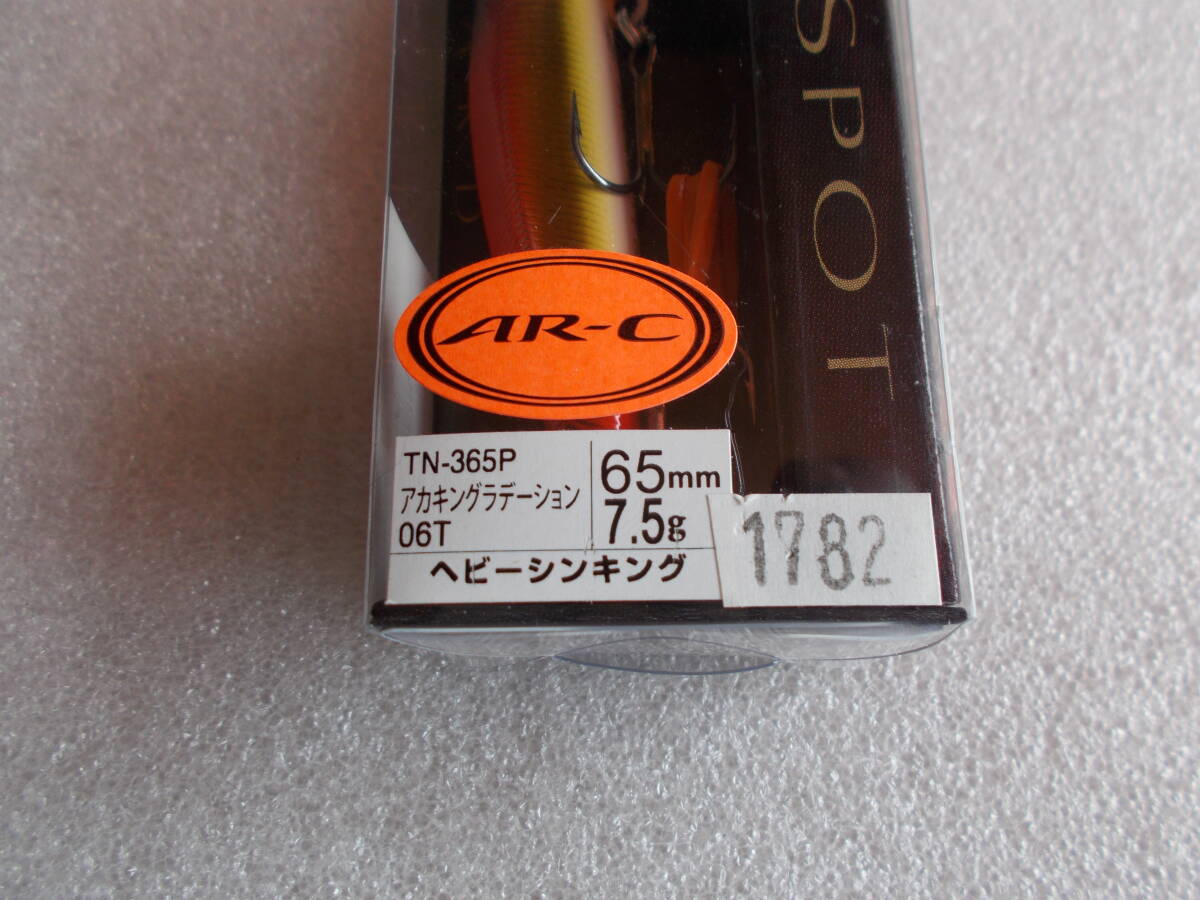 SPOT
AR-C
TN-365P
アカキングラデーション
06T
65mm
7.5g
ヘビーシンキング
1782